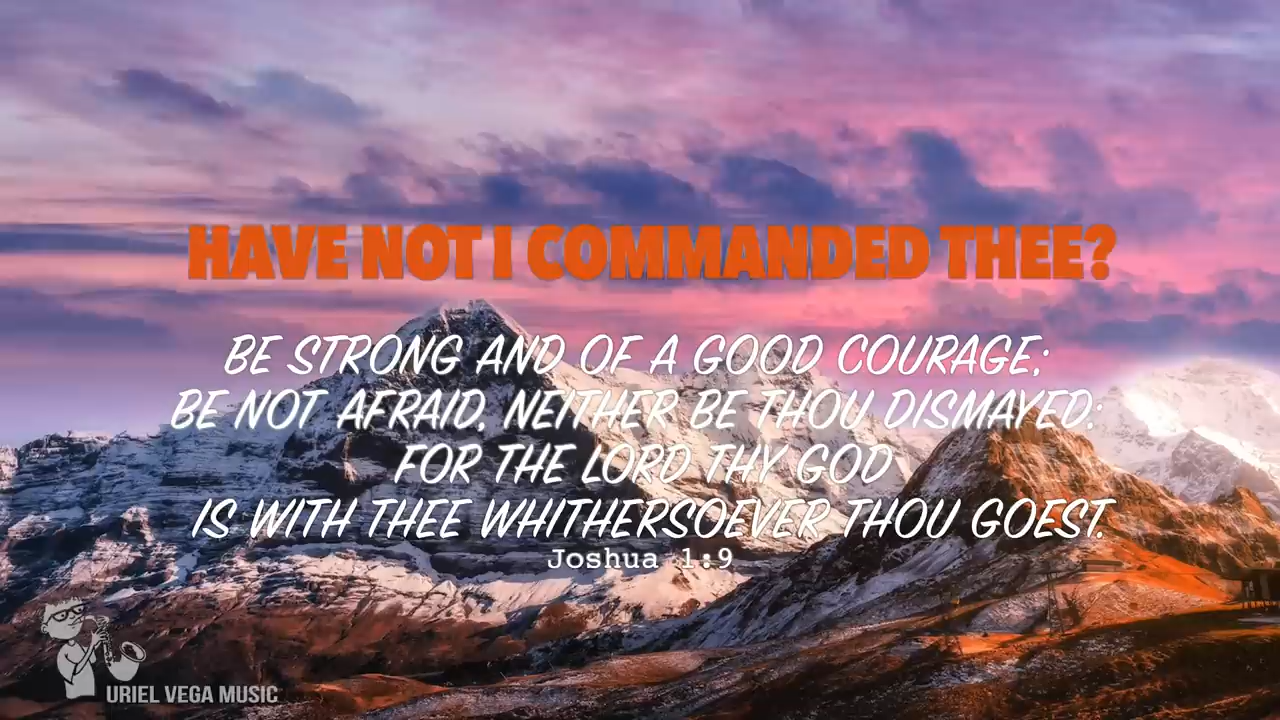 HAVE NOT I COMMANDED THEE?
BE STRONG AND OF A GOOD COURAGE;
BE NOT AFRAID, NEITHER BE THOU DISMAYED:
FOR THE LORD THY GOD
IS WITH THEE WHITHERSOEVER THOU GOEST.
Joshua 1:9
URIEL VEGA MUSIC